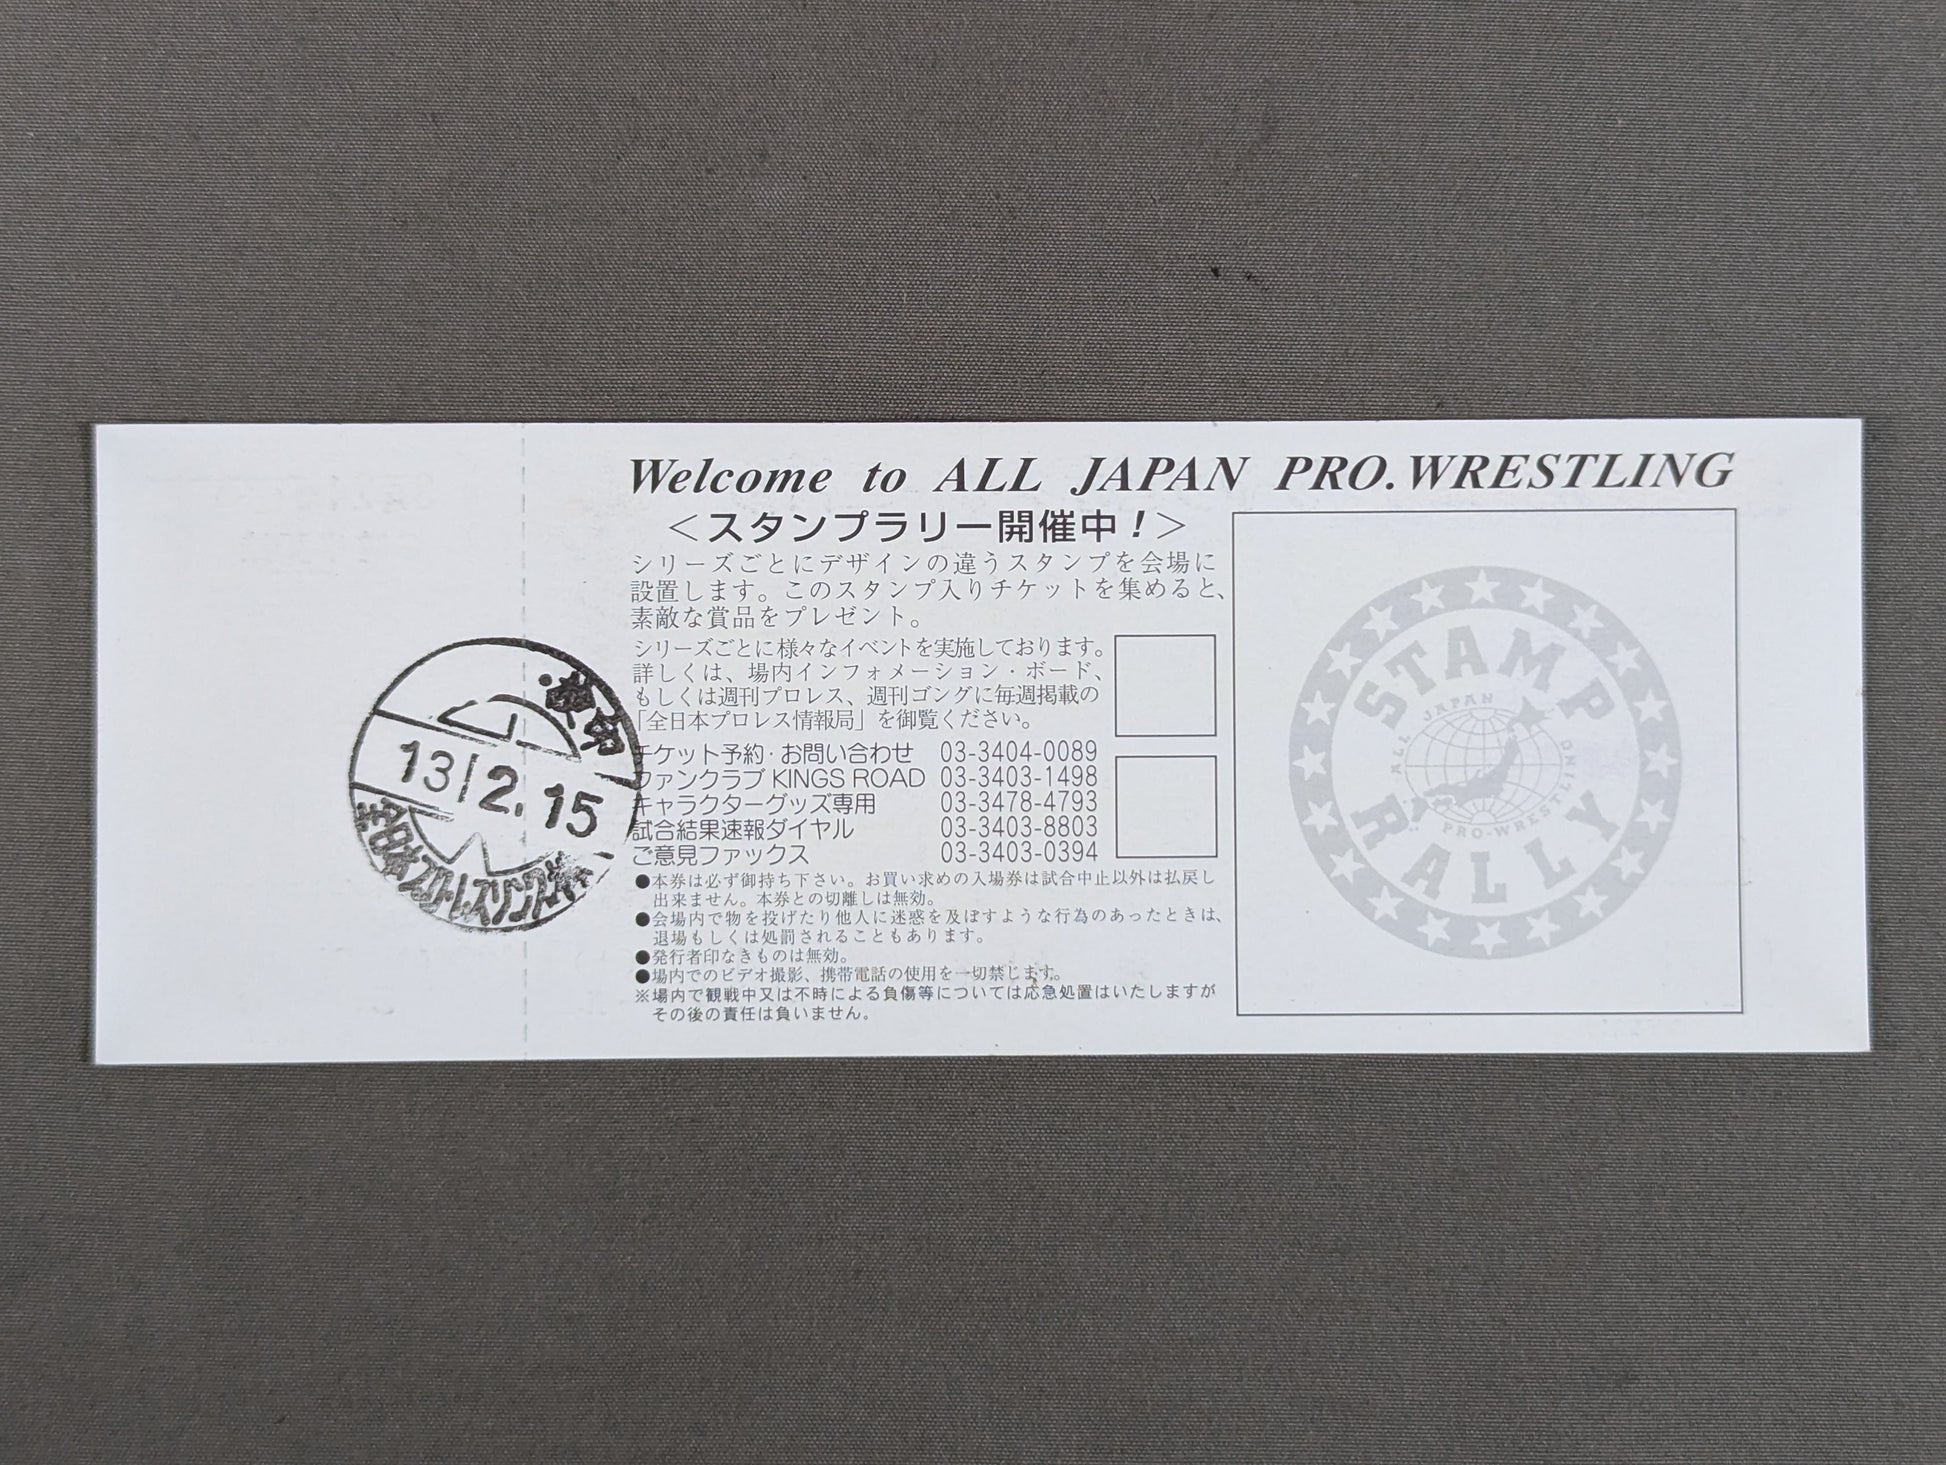 Welcome to ALL JAPAN PRO. WRESTLING
＜スタンプラリー開催中！＞
シリーズごとにデザインの違うスタンプを会場に
設置します。このスタンプ入りチケットを集めると、
素敵な賞品をプレゼント。
シリーズごとに様々なイベントを実施しております。
詳しくは、場内インフォメーション・ボード、
もしくは週刊プロレス、週刊ゴングに毎週掲載の
「全日本プロレス情報局」を御覧ください。
チケット予約・お問い合わせ 03-3404-0089
ファンクラブ KINGS ROAD 03-3403-1498
キャラクターグッズ専用 03-3478-4793
試合結果速報ダイヤル 03-3403-8803
ご意見ファックス 03-3403-0394
●本券は必ず御持ち下さい。お買い求めの入場券は試合中止以外は払戻し
出来ません。本券との切離しは無効。
●会場内で物を投げたり他人に迷惑を及ぼすような行為のあったときは、
退場もしくは処罰されることもあります。
●発行者印なきものは無効。
●場内でのビデオ撮影、携帯電話の使用を一切禁じます。
※場内で観戦中又は不時による負傷等については応急処置はいたしますが
その後の責任は負いません。
13 2.15
全日本プロ・レスリング
STAMP RALLY
ALL JAPAN PRO-WRESTLING